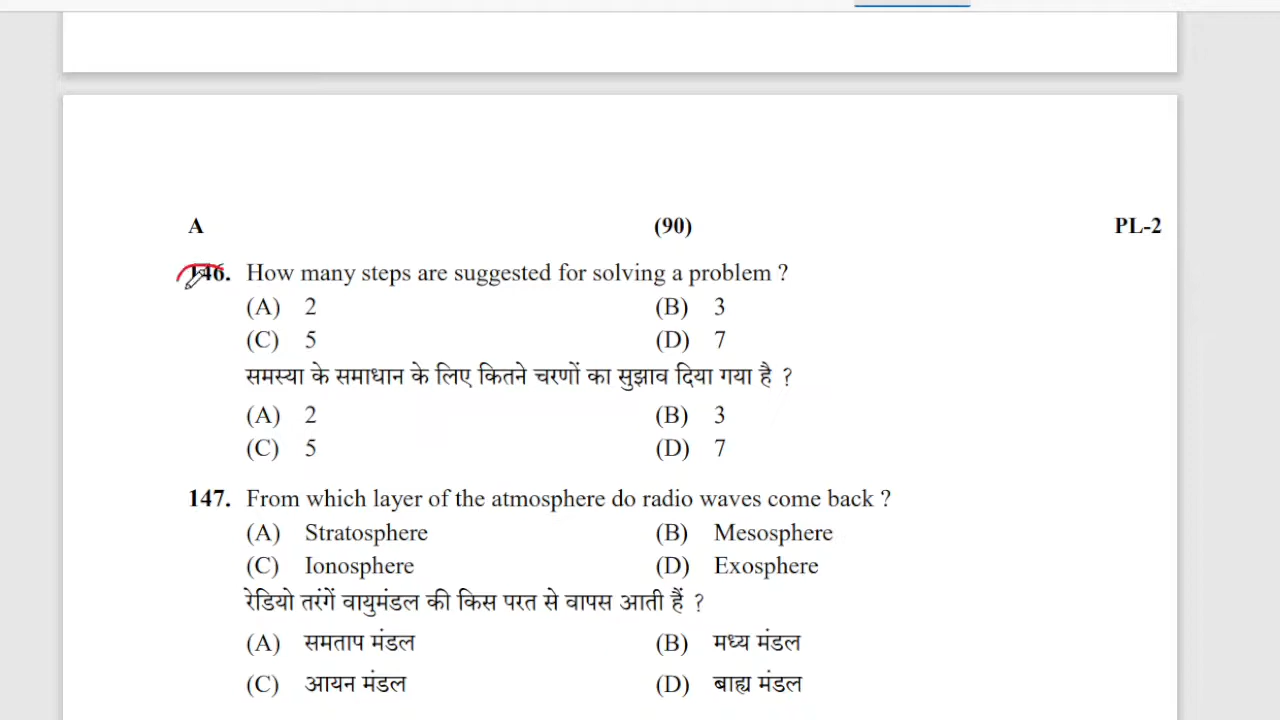 A (90) PL-2
146. How many steps are suggested for solving a problem ?
(A) 2 (B) 3
(C) 5 (D) 7
समस्या के समाधान के लिए कितने चरणों का सुझाव दिया गया है ?
(A) 2 (B) 3
(C) 5 (D) 7
147. From which layer of the atmosphere do radio waves come back ?
(A) Stratosphere (B) Mesosphere
(C) Ionosphere (D) Exosphere
रेडियो तरंगें वायुमंडल की किस परत से वापस आती हैं ?
(A) समताप मंडल (B) मध्य मंडल
(C) आयन मंडल (D) बाह्य मंडल